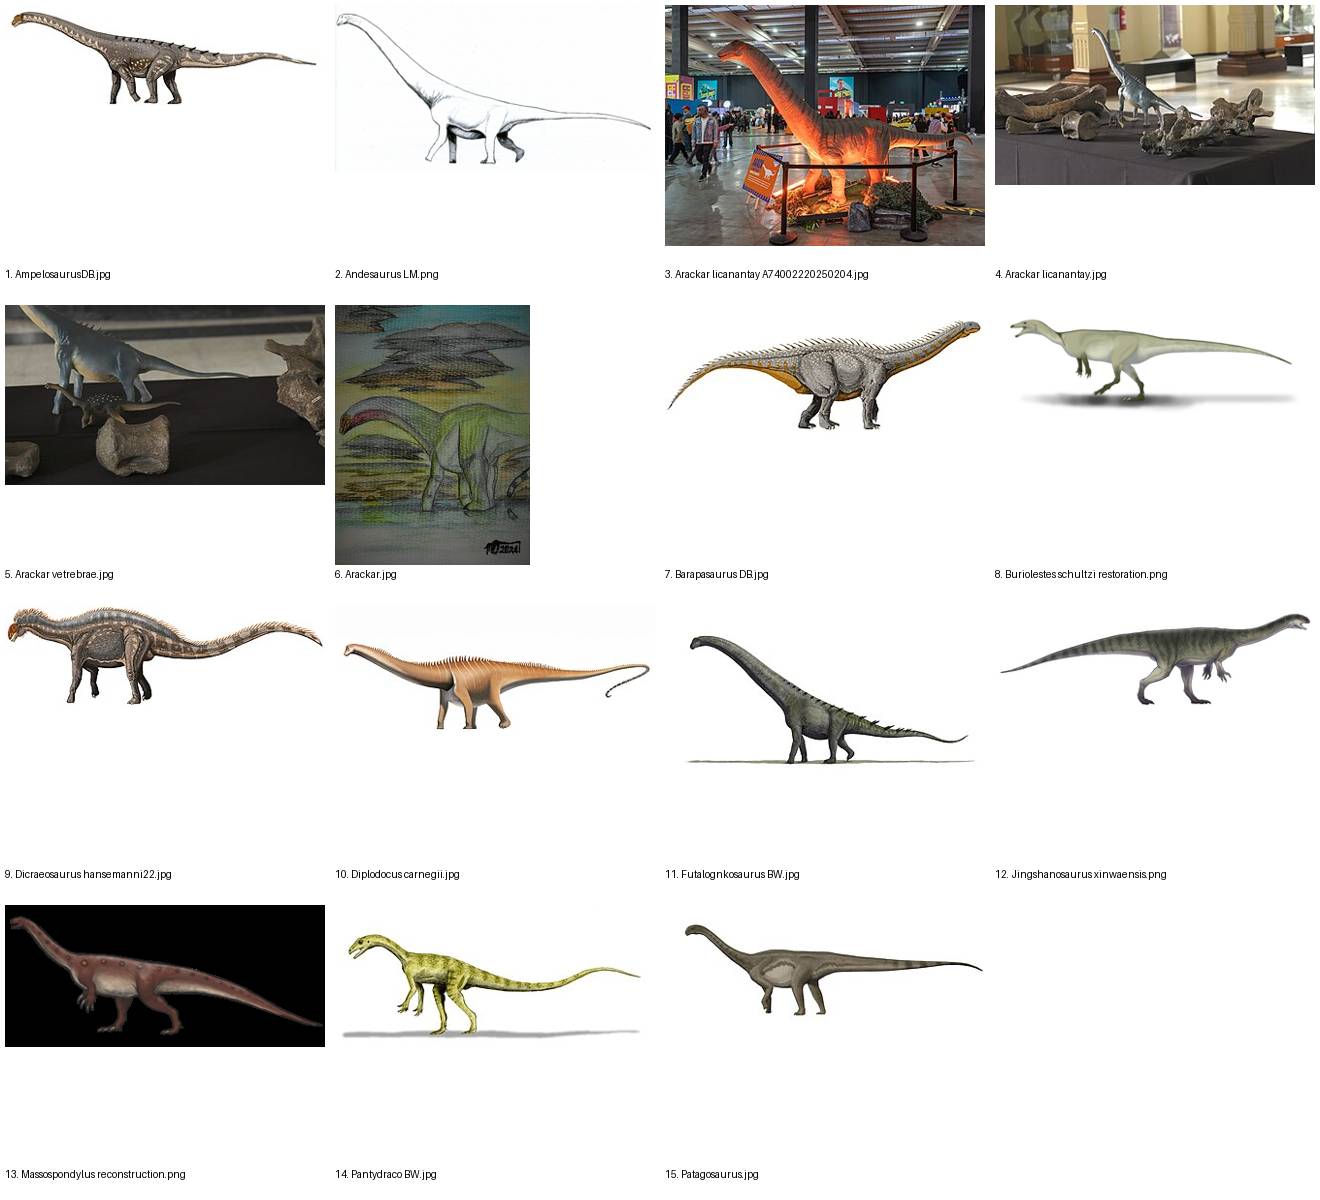 1. AmpelosaurusDB.jpg
2. Andesaurus LM.png
3. Arackar licanantay A74002220250204.jpg
4. Arackar licanantay.jpg
5. Arackar vetrebrae.jpg
6. Arackar.jpg
7. Barapasaurus DB.jpg
8. Buriolestes schultzi restoration.png
9. Dicraeosaurus hansemanni22.jpg
10. Diplodocus carnegii.jpg
11. Futalognkosaurus BW.jpg
12. Jingshanosaurus xinwaensis.png
13. Massospondylus reconstruction.png
14. Pantydraco BW.jpg
15. Patagosaurus.jpg